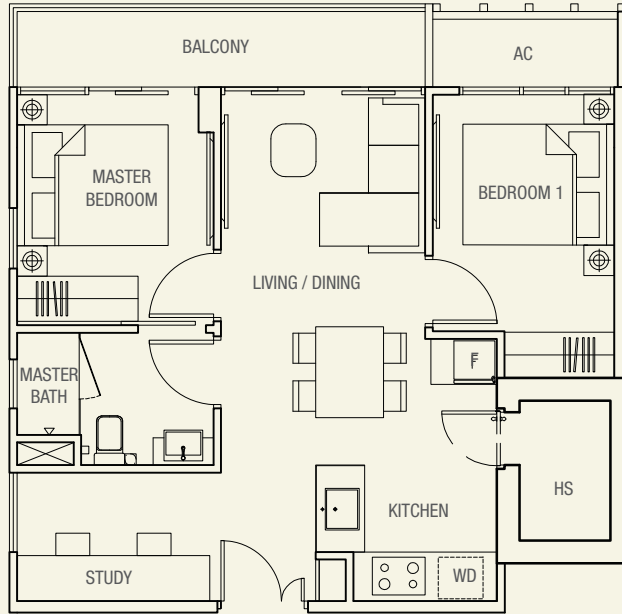 BALCONY
AC
MASTER
BEDROOM
BEDROOM 1
LIVING / DINING
F
MASTER
BATH
HS
KITCHEN
STUDY
WD